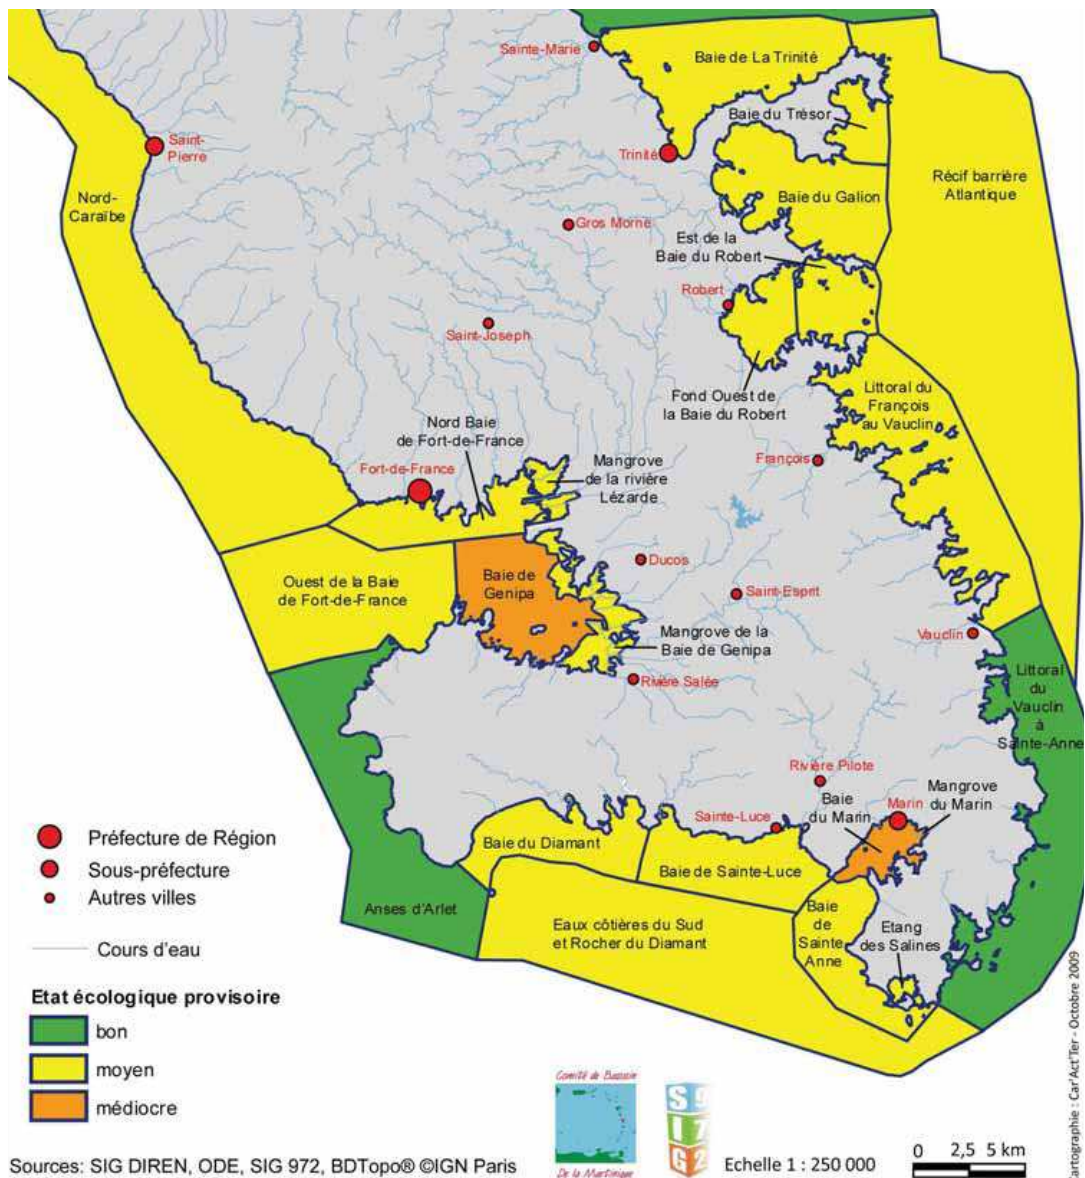 Sainte-Marie
Baie de La Trinité
Baie du Trésor
Saint-
Pierre
Trinité
Récif barrière
Atlantique
Nord-
Caraïbe
Baie du Galion
Gros Morne
Est de la
Baie du Robert
Robert
Saint-Joseph
Fond Ouest de
la Baie du Robert
Littoral du
François
au Vauclin
Nord Baie
de Fort-de-France
Fort-de-France
Mangrove
de la rivière
Lézarde
François
Ouest de la Baie
de Fort-de-France
Baie de
Genipa
Ducos
Saint-Esprit
Mangrove de la
Baie de Genipa
Vauclin
Rivière Salée
Littoral
du
Vauclin
à
Sainte-Anne
Rivière Pilote
Baie
du Marin
Marin
Mangrove
du Marin
Sainte-Luce
Baie du Diamant
Baie de Sainte-Luce
Anses d'Arlet
Eaux côtières du Sud
et Rocher du Diamant
Baie
de
Sainte
Anne
Etang
des Salines
Préfecture de Région
Sous-préfecture
Autres villes
Cours d'eau
Etat écologique provisoire
bon
moyen
médiocre
Sources: SIG DIREN, ODE, SIG 972, BDTopo® ©IGN Paris
Comité de Bassin
De la Martinique
S 9
I 7
G 2
Echelle 1 : 250 000
0 2,5 5 km
artographie : Car'Act'Ter - Octobre 2009